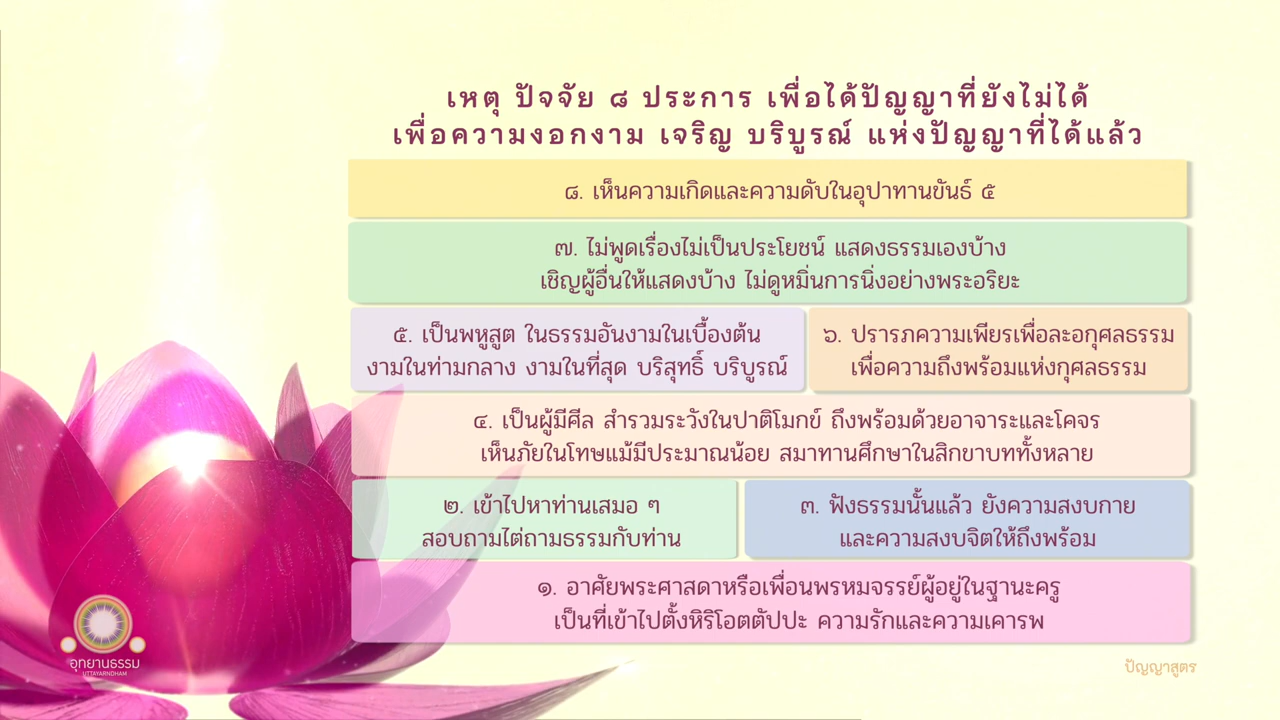 เหตุ ปัจจัย ๘ ประการ เพื่อได้ปัญญาที่ยังไม่ได้
เพื่อความงอกงาม เจริญ บริบูรณ์ แห่งปัญญาที่ได้แล้ว
๘. เห็นความเกิดและความดับในอุปาทานขันธ์ ๕
๗. ไม่พูดเรื่องไม่เป็นประโยชน์ แสดงธรรมเองบ้าง
เชิญผู้อื่นให้แสดงบ้าง ไม่ดูหมิ่นการนิ่งอย่างพระอริยะ
๕. เป็นพหูสูต ในธรรมอันงามในเบื้องต้น
งามในท่ามกลาง งามในที่สุด บริสุทธิ์ บริบูรณ์
๖. ปรารภความเพียรเพื่อละอกุศลธรรม
เพื่อความถึงพร้อมแห่งกุศลธรรม
๔. เป็นผู้มีศีล สำรวมระวังในปาติโมกข์ ถึงพร้อมด้วยอาจาระและโคจร
เห็นภัยในโทษแม้มีประมาณน้อย สมาทานศึกษาในสิกขาบททั้งหลาย
๒. เข้าไปหาท่านเสมอ ๆ
สอบถามไต่ถามธรรมกับท่าน
๓. ฟังธรรมนั้นแล้ว ยังความสงบกาย
และความสงบจิตให้ถึงพร้อม
๑. อาศัยพระศาสดาหรือเพื่อนพรหมจรรย์ผู้อยู่ในฐานะครู
เป็นที่เข้าไปตั้งหิริโอตตัปปะ ความรักและความเคารพ
อุทยานธรรม
UTTAYARNDHAM
ปัญญาสูตร